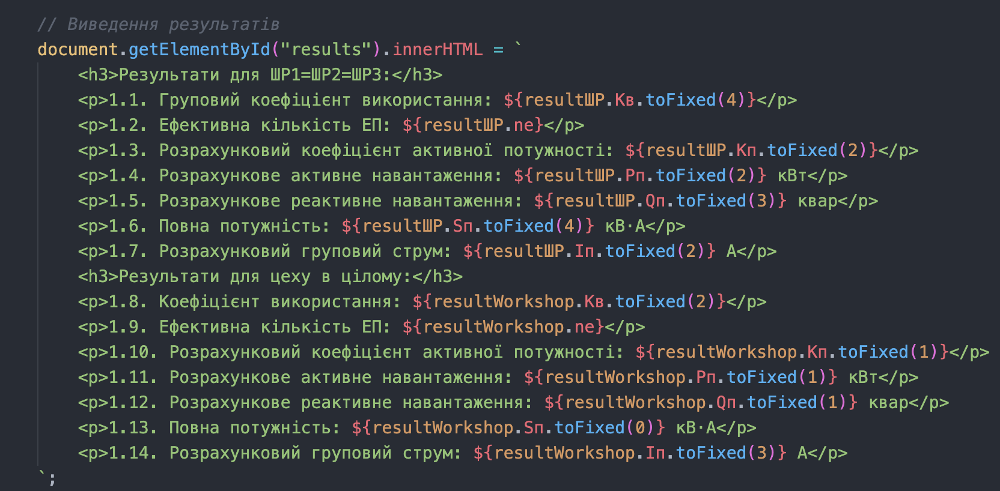 // Виведення результатів
document.getElementById("results").innerHTML = `
<h3>Результати для ШР1=ШР2=ШР3:</h3>
<p>1.1. Груповий коефіцієнт використання: ${resultШР.Кв.toFixed(4)}</p>
<p>1.2. Ефективна кількість ЕП: ${resultШР.ne}</p>
<p>1.3. Розрахунковий коефіцієнт активної потужності: ${resultШР.Кп.toFixed(2)}</p>
<p>1.4. Розрахункове активне навантаження: ${resultШР.Рп.toFixed(2)} кВт</p>
<p>1.5. Розрахункове реактивне навантаження: ${resultШР.Qп.toFixed(3)} квар</p>
<p>1.6. Повна потужність: ${resultШР.Sп.toFixed(4)} кВ·А</p>
<p>1.7. Розрахунковий груповий струм: ${resultШР.Іп.toFixed(2)} А</p>
<h3>Результати для цеху в цілому:</h3>
<p>1.8. Коефіцієнт використання: ${resultWorkshop.Кв.toFixed(2)}</p>
<p>1.9. Ефективна кількість ЕП: ${resultWorkshop.ne}</p>
<p>1.10. Розрахунковий коефіцієнт активної потужності: ${resultWorkshop.Кп.toFixed(1)}</p>
<p>1.11. Розрахункове активне навантаження: ${resultWorkshop.Рп.toFixed(1)} кВт</p>
<p>1.12. Розрахункове реактивне навантаження: ${resultWorkshop.Qп.toFixed(1)} квар</p>
<p>1.13. Повна потужність: ${resultWorkshop.Sп.toFixed(0)} кВ·А</p>
<p>1.14. Розрахунковий груповий струм: ${resultWorkshop.Іп.toFixed(3)} А</p>
`;